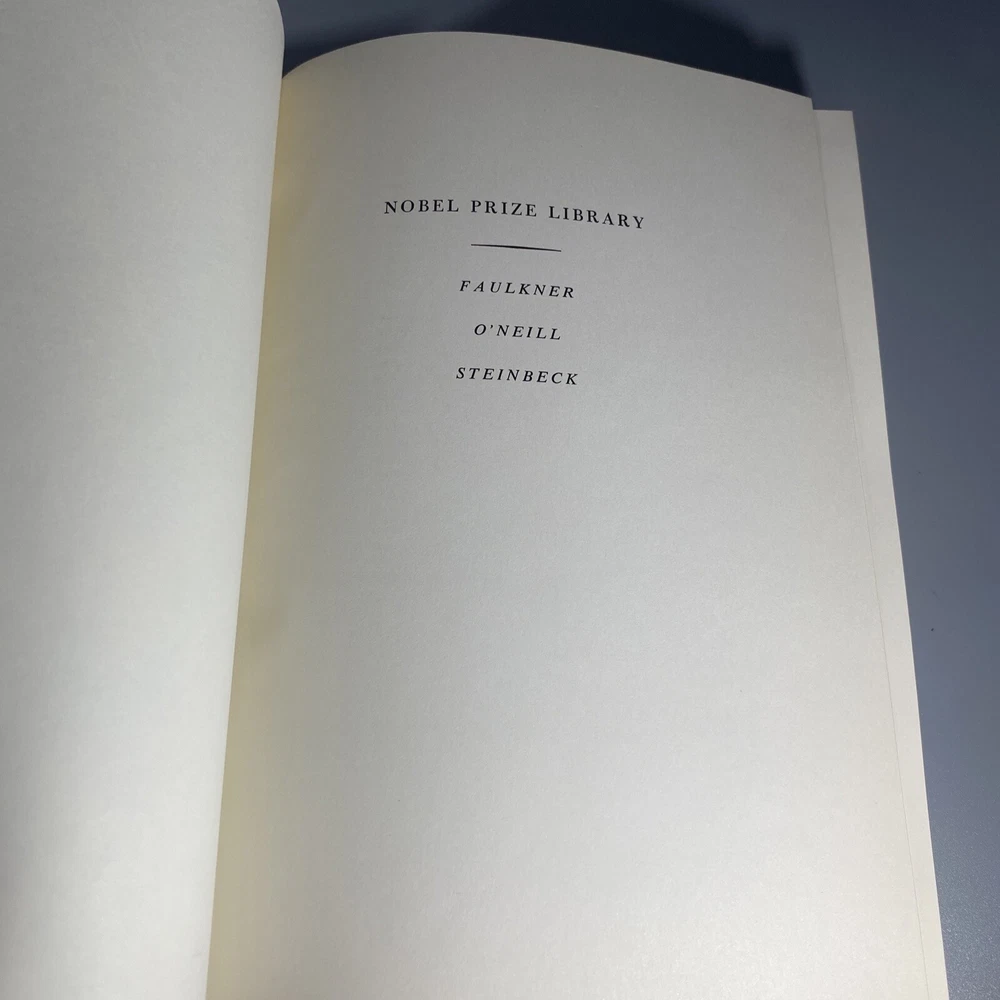 NOBEL PRIZE LIBRARY
FAULKNER
O'NEILL
STEINBECK